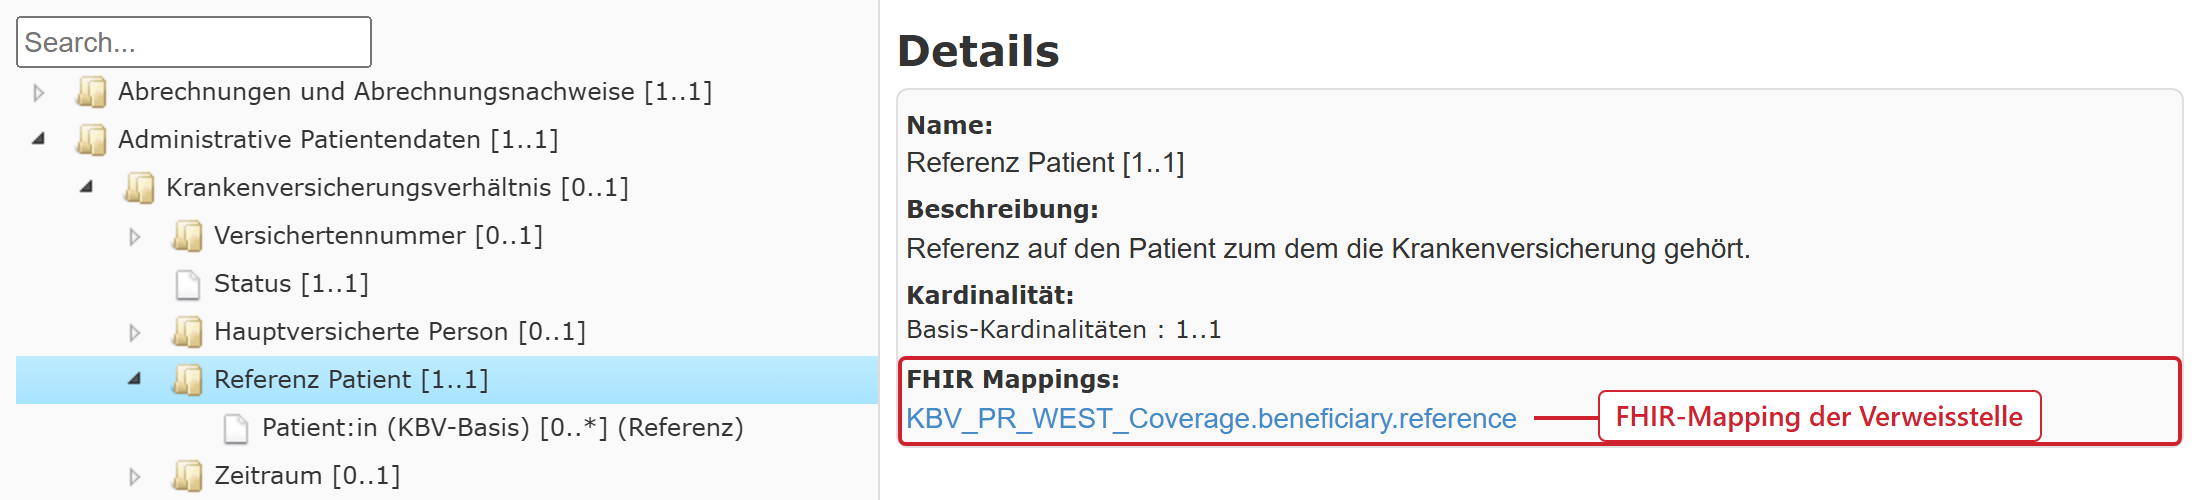 Search...
Abrechnungen und Abrechnungsnachweise [1..1]
Administrative Patientendaten [1..1]
Krankenversicherungsverhältnis [0..1]
Versichertennummer [0..1]
Status [1..1]
Hauptversicherte Person [0..1]
Referenz Patient [1..1]
Patient:in (KBV-Basis) [0..*] (Referenz)
Zeitraum [0..1]
Details
Name:
Referenz Patient [1..1]
Beschreibung:
Referenz auf den Patient zum dem die Krankenversicherung gehört.
Kardinalität:
Basis-Kardinalitäten : 1..1
FHIR Mappings:
KBV_PR_WEST_Coverage.beneficiary.reference
FHIR-Mapping der Verweisstelle